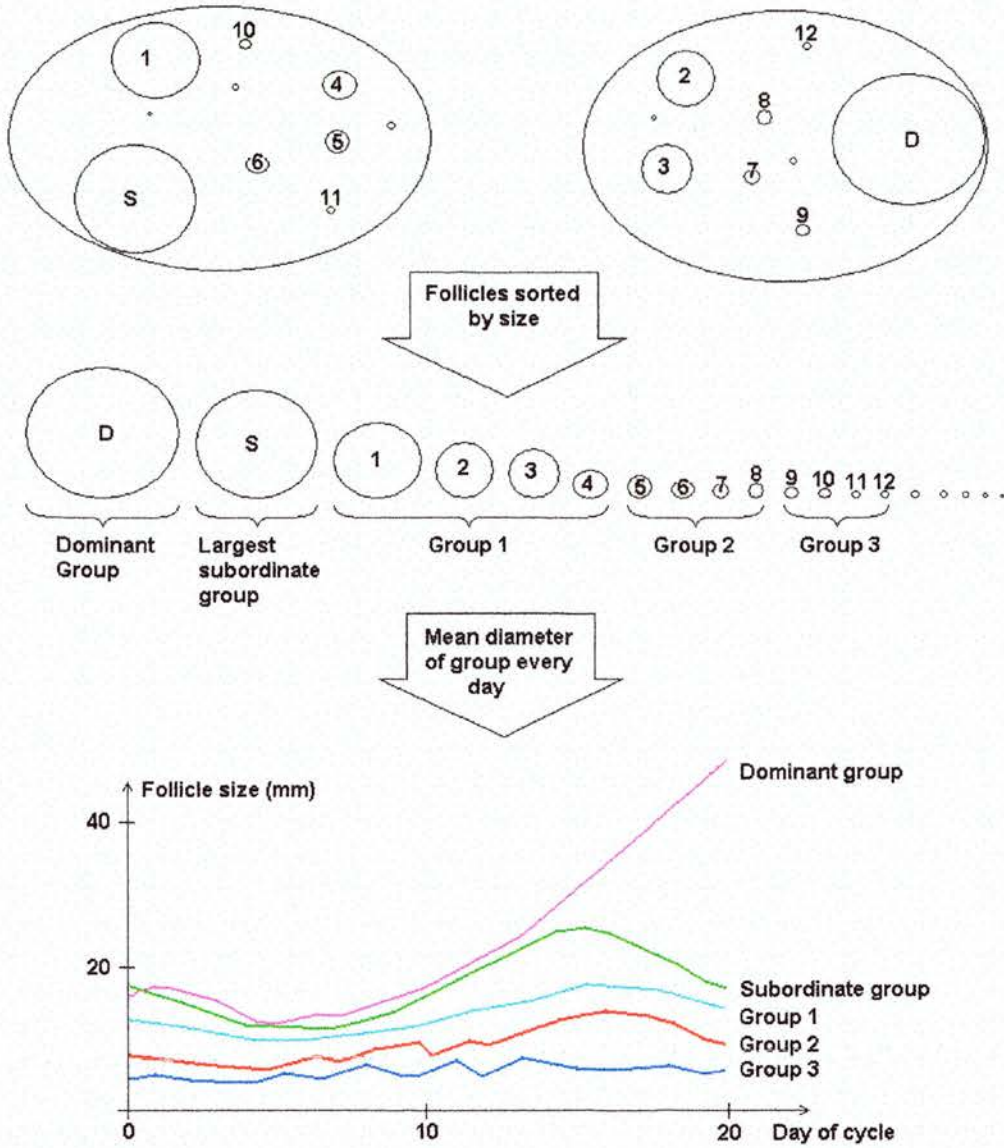 10
1
4
5
6
S
11
12
2
8
D
3
7
9
Follicles sorted
by size
D
S
1
2
3
4
5
6
7
8
9
10
11
12
Dominant
Group
Largest
subordinate
group
Group 1
Group 2
Group 3
Mean diameter
of group every
day
Follicle size (mm)
Dominant group
40
20
Subordinate group
Group 1
Group 2
Group 3
0
10
20
Day of cycle